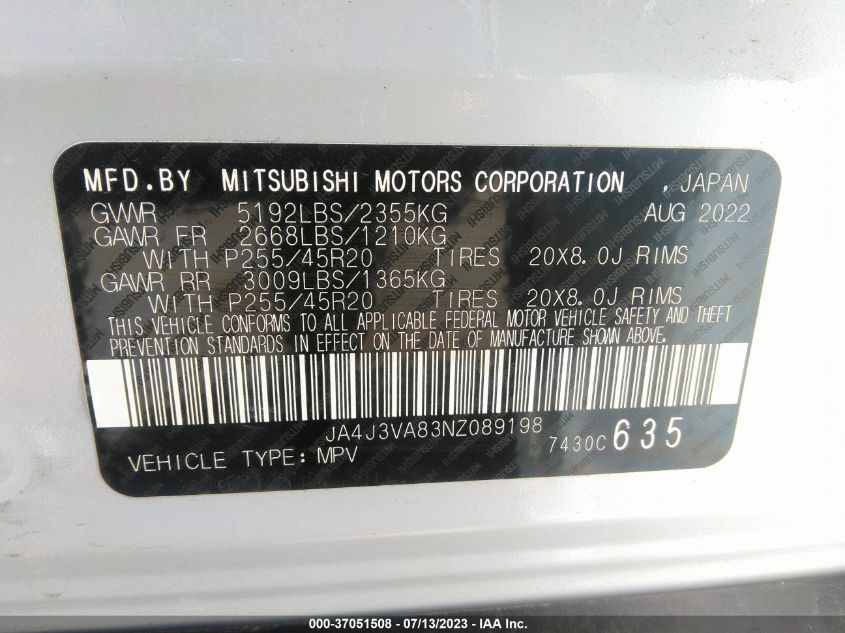 MFD.BY MITSUBISHI MOTORS CORPORATION , JAPAN
GVWR 5192LBS/2355KG AUG 2022
GAWR FR 2668LBS/1210KG
WITH P255/45R20 TIRES 20X8.0J RIMS
GAWR RR 3009LBS/1365KG
WITH P255/45R20 TIRES 20X8.0J RIMS
THIS VEHICLE CONFORMS TO ALL APPLICABLE FEDERAL MOTOR VEHICLE SAFETY AND THEFT
PREVENTION STANDARDS IN EFFECT ON THE DATE OF MANUFACTURE SHOWN ABOVE.
JA4J3VA83NZ089198
7430C 635
VEHICLE TYPE: MPV
000-37051508 - 07/13/2023 - IAA Inc.